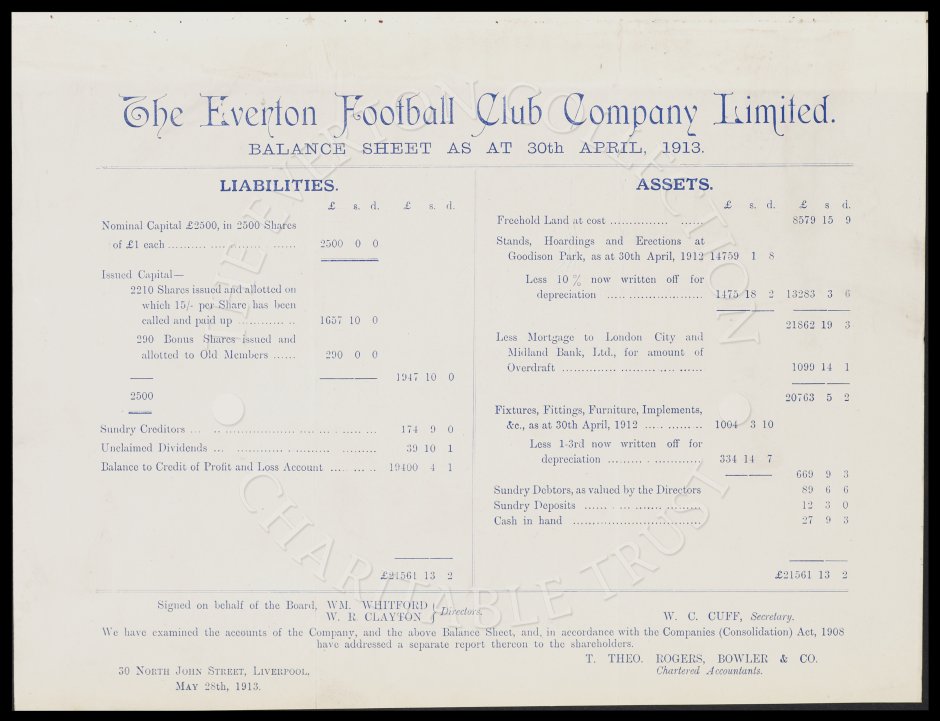 The Everton Football Club Company Limited.
BALANCE SHEET AS AT 30th APRIL, 1913.
LIABILITIES.
£ s. d. £ s. d.
Nominal Capital £2500, in 2500 Shares
of £1 each 2500 0 0
Issued Capital—
2210 Shares issued and allotted on
which 15/- per Share has been
called and paid up 1657 10 0
290 Bonus Shares issued and
allotted to Old Members 290 0 0
1947 10 0
2500
Sundry Creditors 174 9 0
Unclaimed Dividends 39 10 1
Balance to Credit of Profit and Loss Account 19400 4 1
£21561 13 2
ASSETS.
£ s. d. £ s d.
Freehold Land at cost 8579 15 9
Stands, Hoardings and Erections at
Goodison Park, as at 30th April, 1912 14759 1 8
Less 10 % now written off for
depreciation 1475 18 2 13283 3 6
21862 19 3
Less Mortgage to London City and
Midland Bank, Ltd., for amount of
Overdraft 1099 14 1
20763 5 2
Fixtures, Fittings, Furniture, Implements,
&c., as at 30th April, 1912 1004 3 10
Less 1-3rd now written off for
depreciation 334 14 7
669 9 3
Sundry Debtors, as valued by the Directors 89 6 6
Sundry Deposits 12 3 0
Cash in hand 27 9 3
£21561 13 2
Signed on behalf of the Board, WM. WHITFORD
W. R. CLAYTON } Directors.
W. C. CUFF, Secretary.
We have examined the accounts of the Company, and the above Balance Sheet, and, in accordance with the Companies (Consolidation) Act, 1908
have addressed a separate report thereon to the shareholders.
T. THEO. ROGERS, BOWLER & CO.
Chartered Accountants.
30 NORTH JOHN STREET, LIVERPOOL,
MAY 28th, 1913.
THE EVERTON COLLECTION
CHARITABLE TRUST